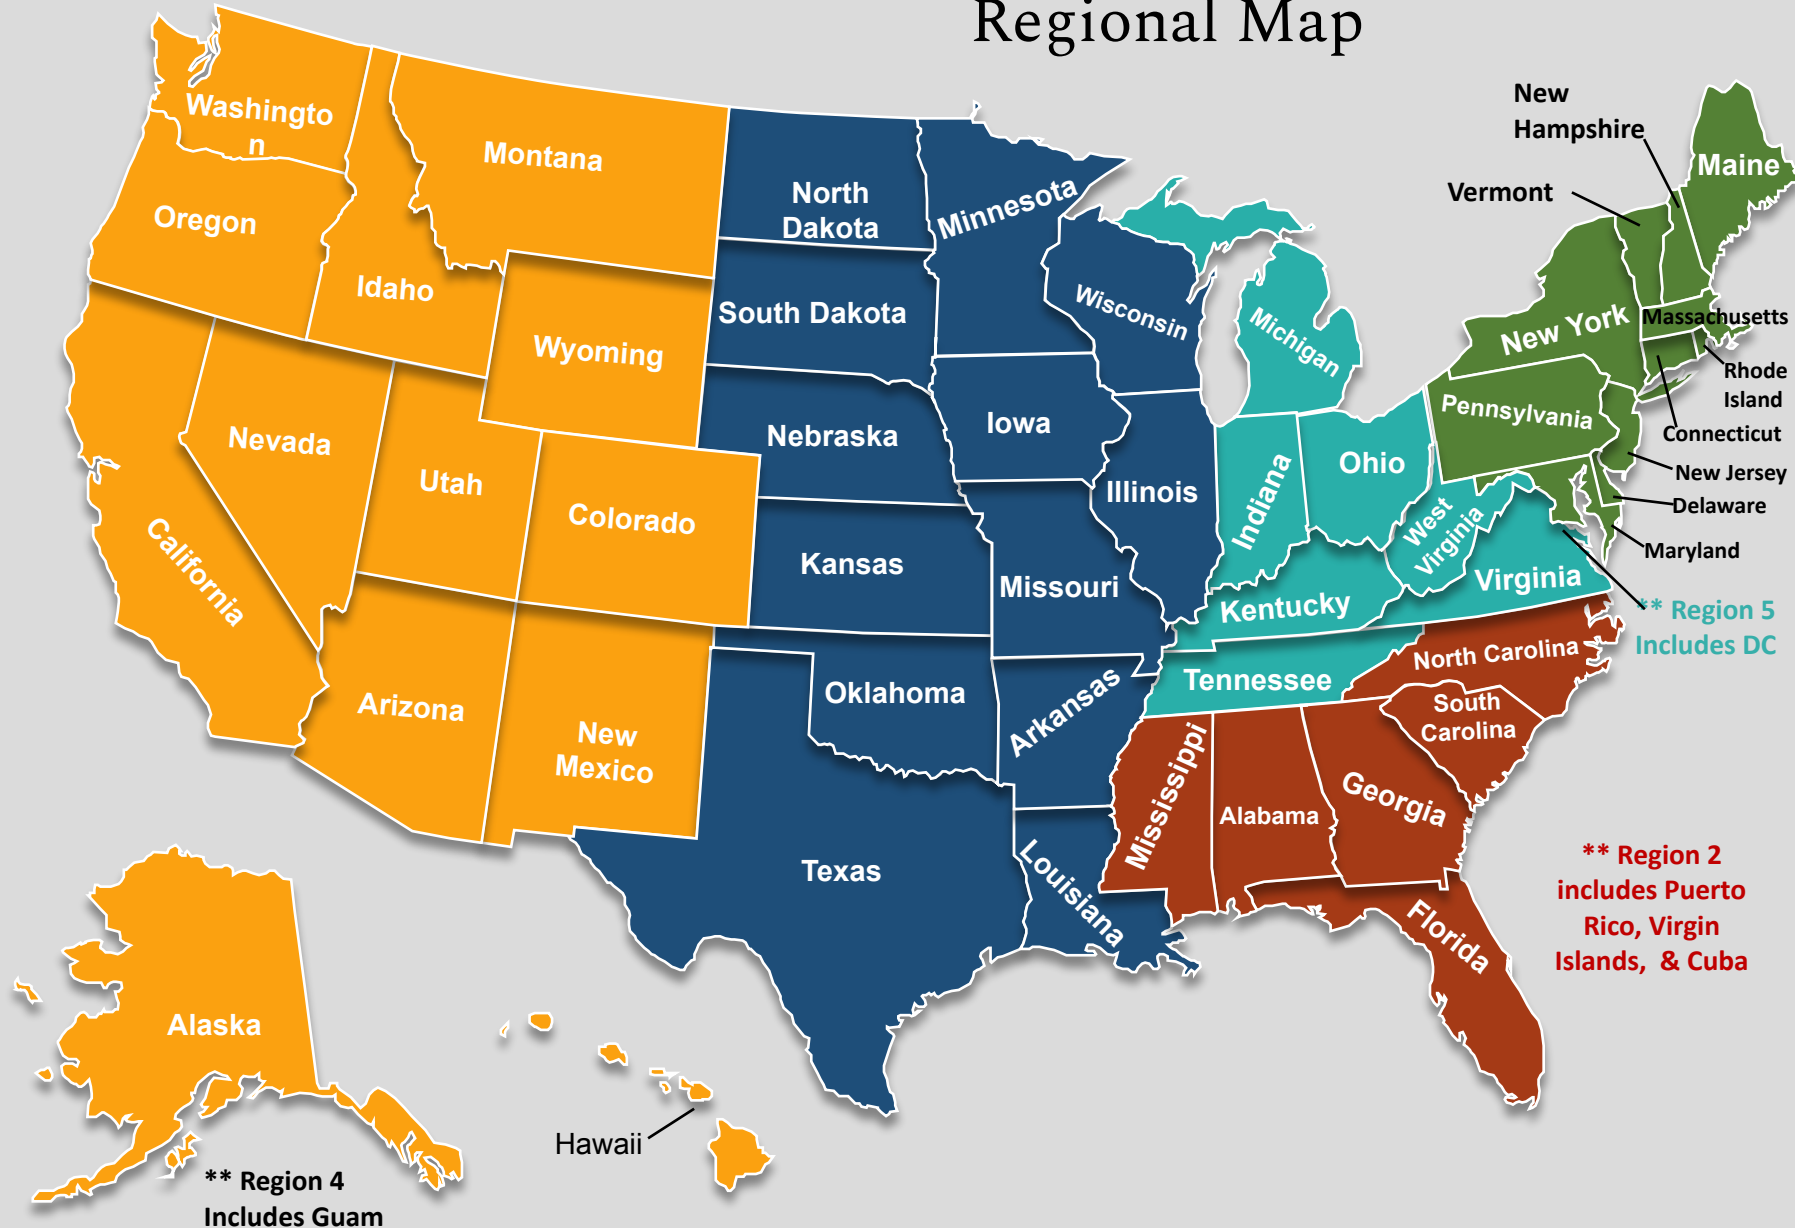 Regional Map
Washingto
n
Montana
Oregon
Idaho
Wyoming
Nevada
Utah
Colorado
California
Arizona
New
Mexico
Alaska
Hawaii
** Region 4
Includes Guam
North
Dakota
Minnesota
South Dakota
Wisconsin
Nebraska
Iowa
Illinois
Kansas
Missouri
Oklahoma
Arkansas
Texas
Louisiana
Michigan
Indiana
Ohio
West
Virginia
Virginia
Kentucky
Tennessee
** Region 5
Includes DC
New
Hampshire
Maine
Vermont
New York
Massachusetts
Rhode
Island
Pennsylvania
Connecticut
New Jersey
Delaware
Maryland
North Carolina
South
Carolina
Mississippi
Alabama
Georgia
Florida
** Region 2
includes Puerto
Rico, Virgin
Islands,  & Cuba